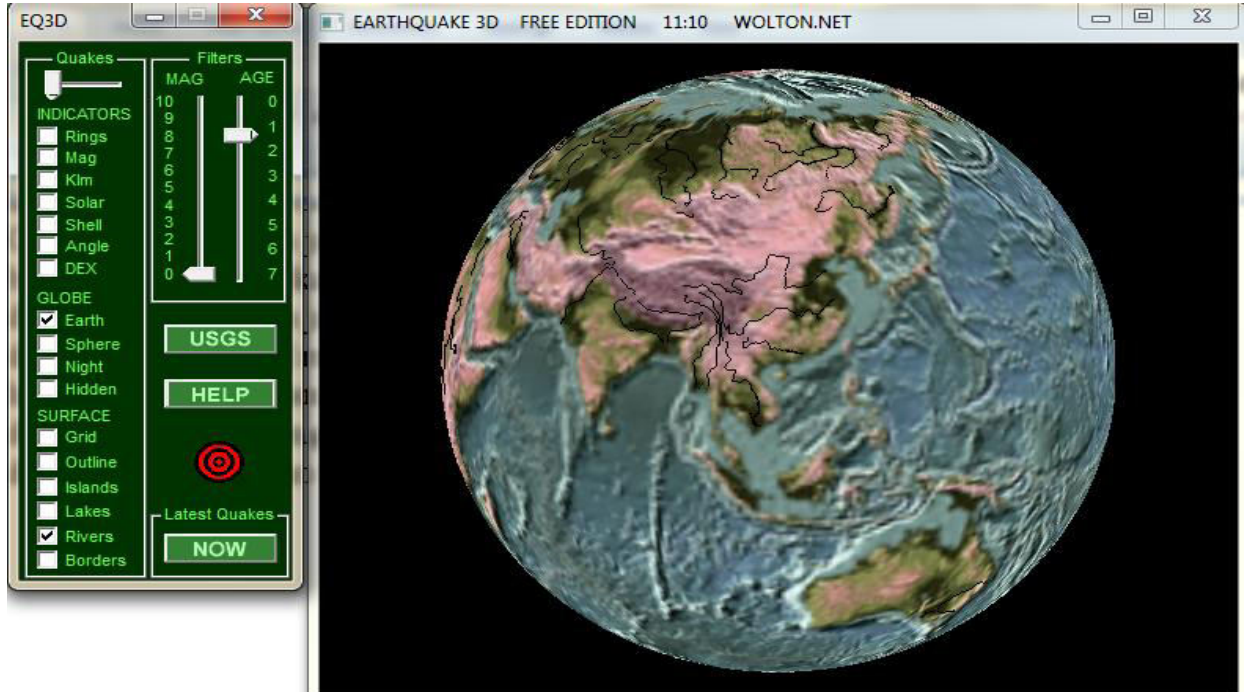 EQ3D
Quakes
INDICATORS
Rings
Mag
Klm
Solar
Shell
Angle
DEX
GLOBE
Earth
Sphere
Night
Hidden
SURFACE
Grid
Outline
Islands
Lakes
Rivers
Borders
Filters
MAG AGE
10 0
9
8 1
7 2
6
5 3
4 4
3 5
2
1 6
0 7
USGS
HELP
Latest Quakes
NOW
EARTHQUAKE 3D FREE EDITION 11:10 WOLTON.NET